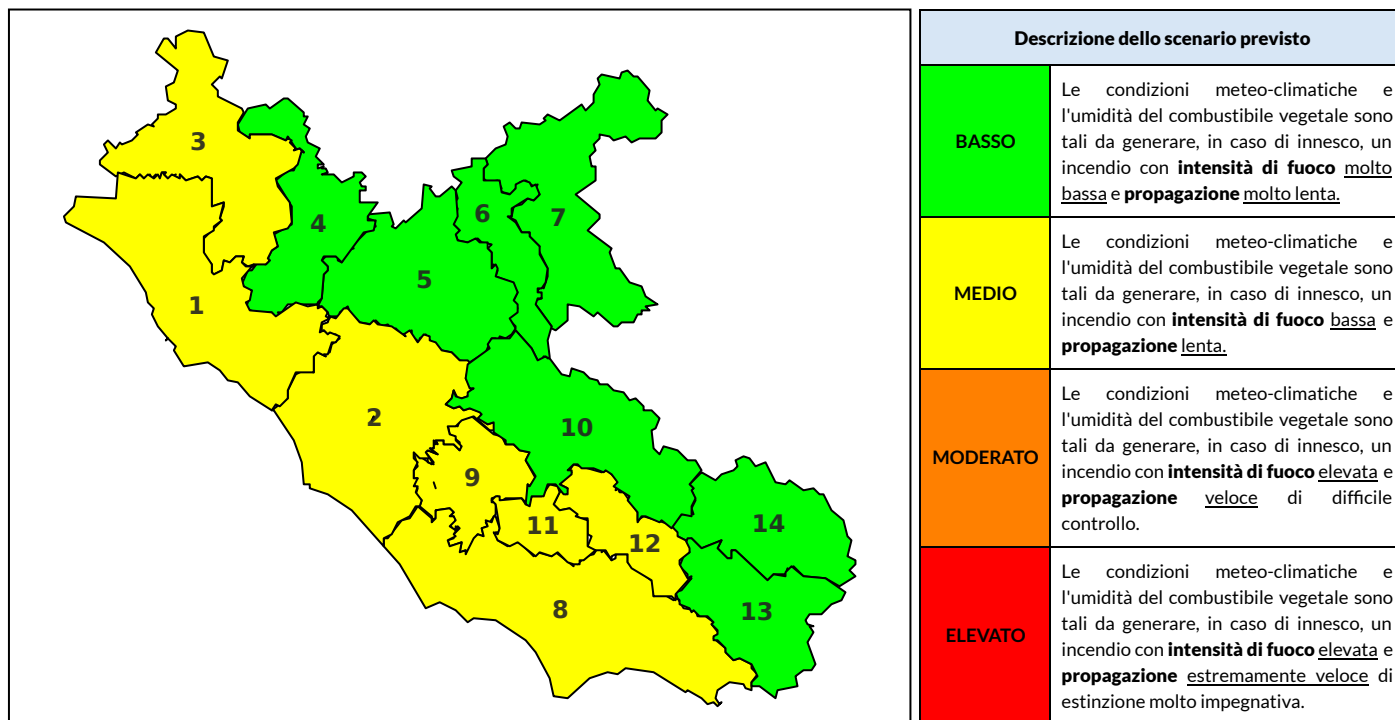 3
4
6
7
5
1
2
10
9
11
12
14
8
13
Descrizione dello scenario previsto
BASSO
Le condizioni meteo-climatiche e
l'umidità del combustibile vegetale sono
tali da generare, in caso di innesco, un
incendio con intensità di fuoco molto
bassa e propagazione molto lenta.
MEDIO
Le condizioni meteo-climatiche e
l'umidità del combustibile vegetale sono
tali da generare, in caso di innesco, un
incendio con intensità di fuoco bassa e
propagazione lenta.
MODERATO
Le condizioni meteo-climatiche e
l'umidità del combustibile vegetale sono
tali da generare, in caso di innesco, un
incendio con intensità di fuoco elevata e
propagazione veloce di difficile
controllo.
ELEVATO
Le condizioni meteo-climatiche e
l'umidità del combustibile vegetale sono
tali da generare, in caso di innesco, un
incendio con intensità di fuoco elevata e
propagazione estremamente veloce di
estinzione molto impegnativa.